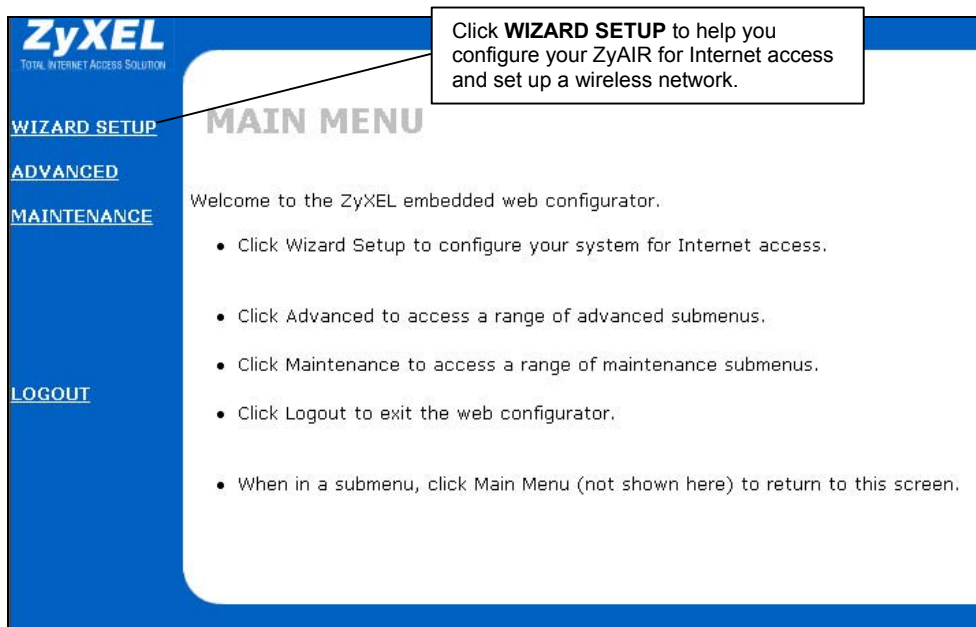 ZyXEL
TOTAL INTERNET ACCESS SOLUTION
Click WIZARD SETUP to help you
configure your ZyAIR for Internet access
and set up a wireless network.
WIZARD SETUP
ADVANCED
MAINTENANCE
LOGOUT
MAIN MENU
Welcome to the ZyXEL embedded web configurator.
• Click Wizard Setup to configure your system for Internet access.
• Click Advanced to access a range of advanced submenus.
• Click Maintenance to access a range of maintenance submenus.
• Click Logout to exit the web configurator.
• When in a submenu, click Main Menu (not shown here) to return to this screen.